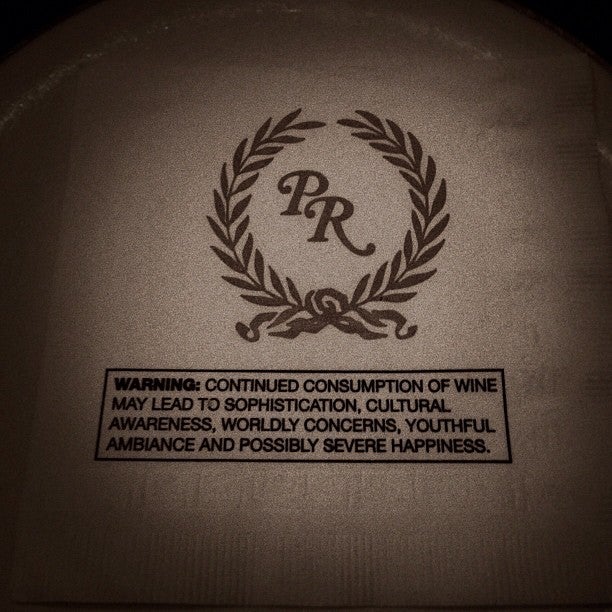 PR
WARNING: CONTINUED CONSUMPTION OF WINE
MAY LEAD TO SOPHISTICATION, CULTURAL
AWARENESS, WORLDLY CONCERNS, YOUTHFUL
AMBIANCE AND POSSIBLY SEVERE HAPPINESS.